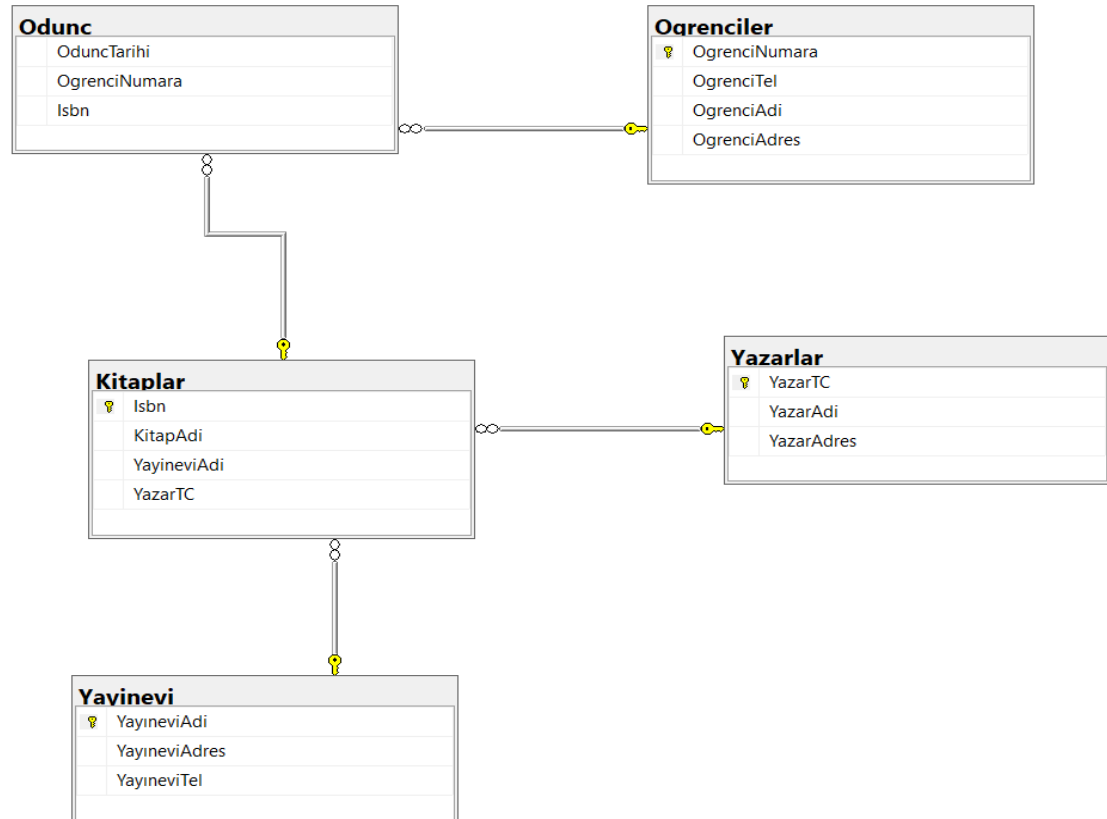 Odunc
OduncTarihi
OgrenciNumara
Isbn
Ogrenciler
OgrenciNumara
OgrenciTel
OgrenciAdi
OgrenciAdres
Kitaplar
Isbn
KitapAdi
YayineviAdi
YazarTC
Yazarlar
YazarTC
YazarAdi
YazarAdres
Yayinevi
YayıneviAdi
YayıneviAdres
YayıneviTel